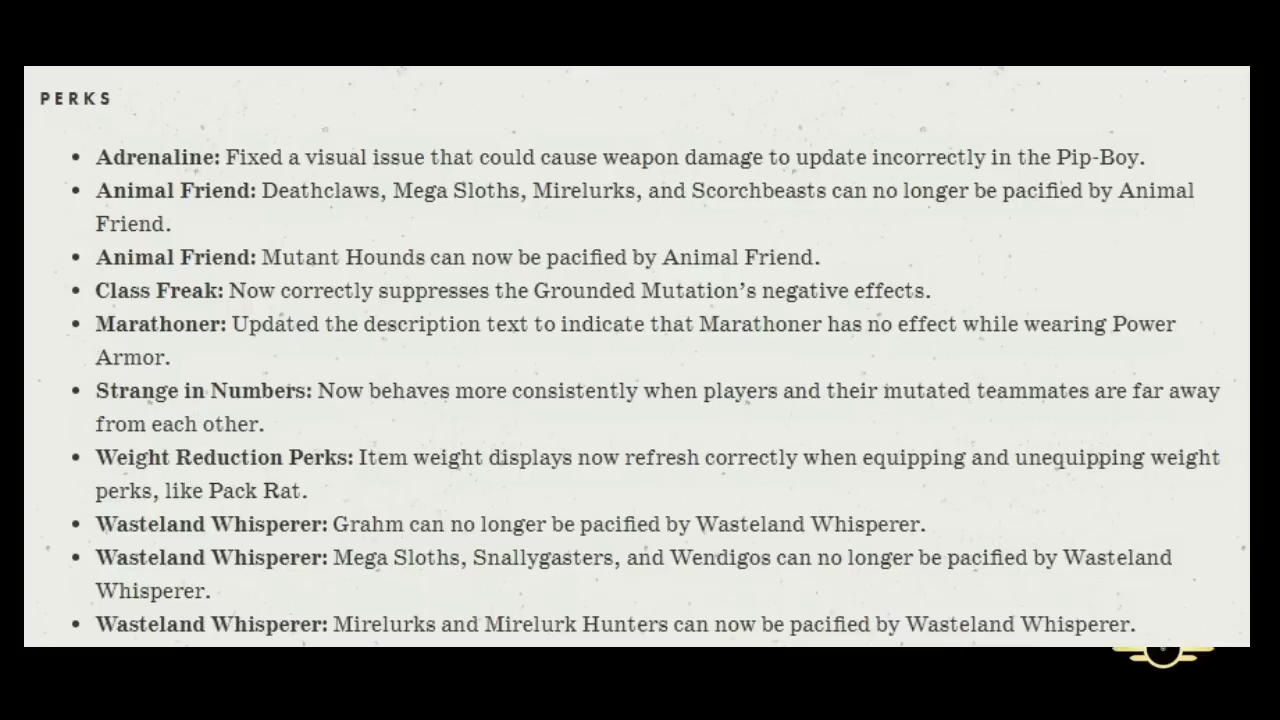 PERKS
• Adrenaline: Fixed a visual issue that could cause weapon damage to update incorrectly in the Pip-Boy.
• Animal Friend: Deathclaws, Mega Sloths, Mirelurks, and Scorchbeasts can no longer be pacified by Animal
Friend.
• Animal Friend: Mutant Hounds can now be pacified by Animal Friend.
• Class Freak: Now correctly suppresses the Grounded Mutation’s negative effects.
• Marathoner: Updated the description text to indicate that Marathoner has no effect while wearing Power
Armor.
• Strange in Numbers: Now behaves more consistently when players and their mutated teammates are far away
from each other.
• Weight Reduction Perks: Item weight displays now refresh correctly when equipping and unequipping weight
perks, like Pack Rat.
• Wasteland Whisperer: Grahm can no longer be pacified by Wasteland Whisperer.
• Wasteland Whisperer: Mega Sloths, Snallygasters, and Wendigos can no longer be pacified by Wasteland
Whisperer.
• Wasteland Whisperer: Mirelurks and Mirelurk Hunters can now be pacified by Wasteland Whisperer.